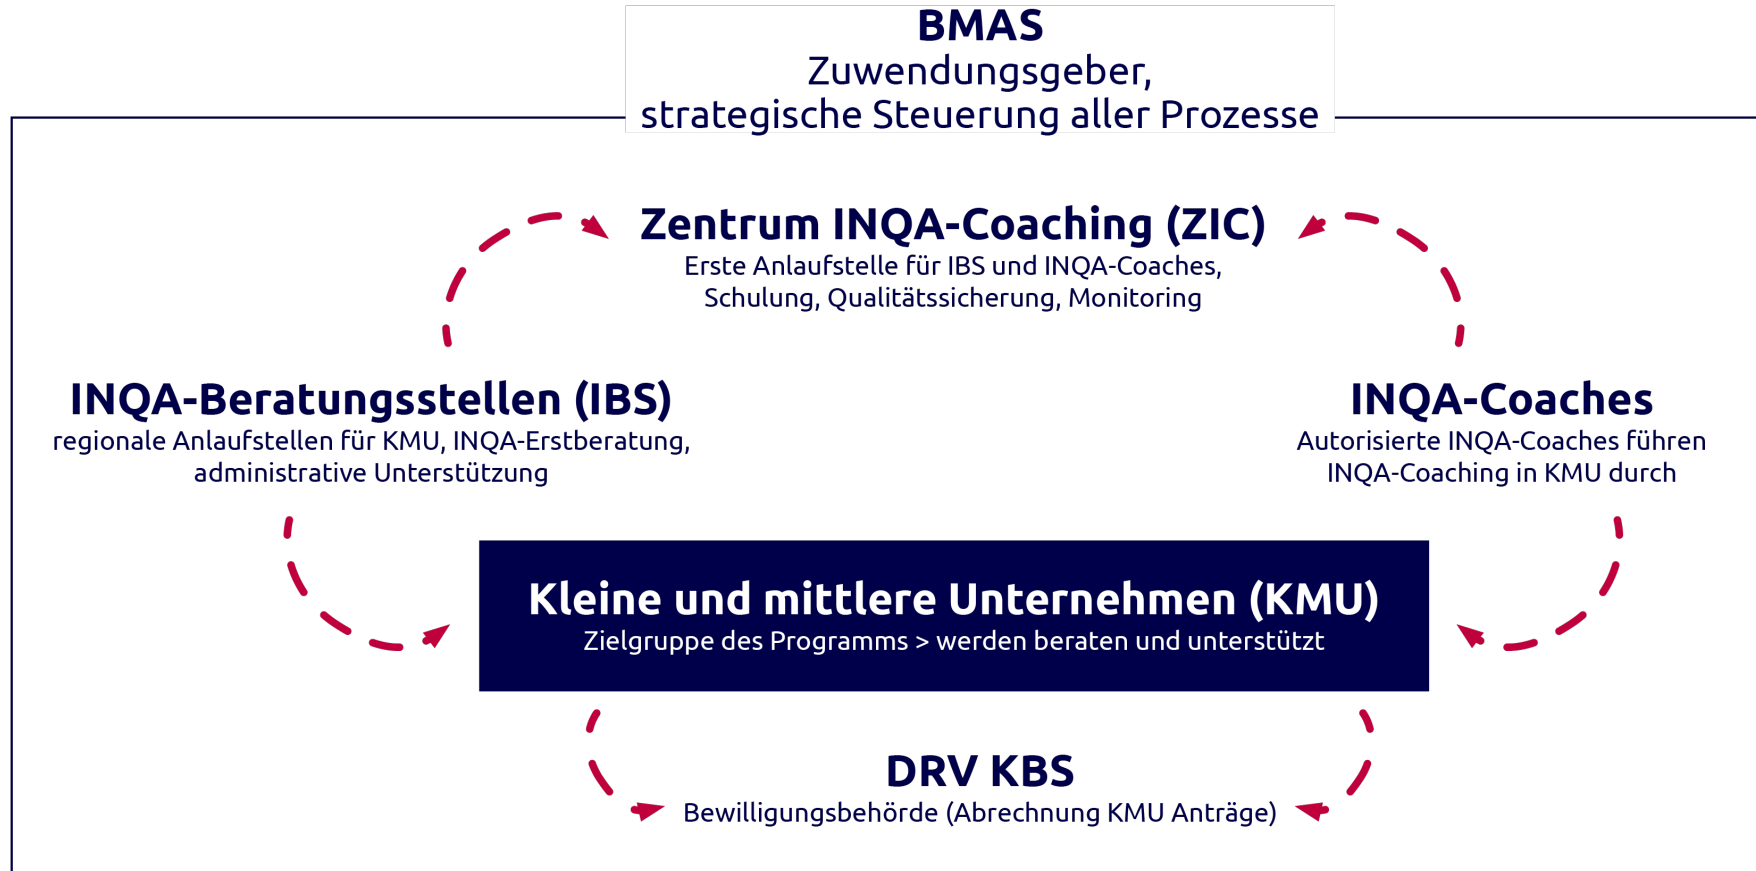 BMAS
Zuwendungsgeber,
strategische Steuerung aller Prozesse
Zentrum INQA-Coaching (ZIC)
Erste Anlaufstelle für IBS und INQA-Coaches,
Schulung, Qualitätssicherung, Monitoring
INQA-Beratungsstellen (IBS)
regionale Anlaufstellen für KMU, INQA-Erstberatung,
administrative Unterstützung
INQA-Coaches
Autorisierte INQA-Coaches führen
INQA-Coaching in KMU durch
Kleine und mittlere Unternehmen (KMU)
Zielgruppe des Programms > werden beraten und unterstützt
DRV KBS
Bewilligungsbehörde (Abrechnung KMU Anträge)